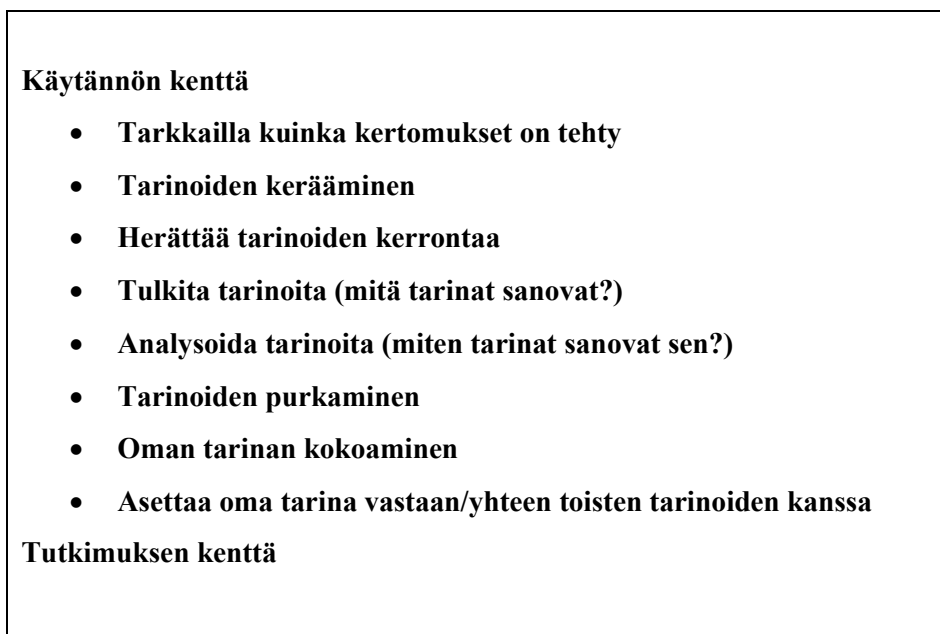 Käytännön kenttä
• Tarkkailla kuinka kertomukset on tehty
• Tarinoiden kerääminen
• Herättää tarinoiden kerrontaa
• Tulkita tarinoita (mitä tarinat sanovat?)
• Analysoida tarinoita (miten tarinat sanovat sen?)
• Tarinoiden purkaminen
• Oman tarinan kokoaminen
• Asettaa oma tarina vastaan/yhteen toisten tarinoiden kanssa
Tutkimuksen kenttä